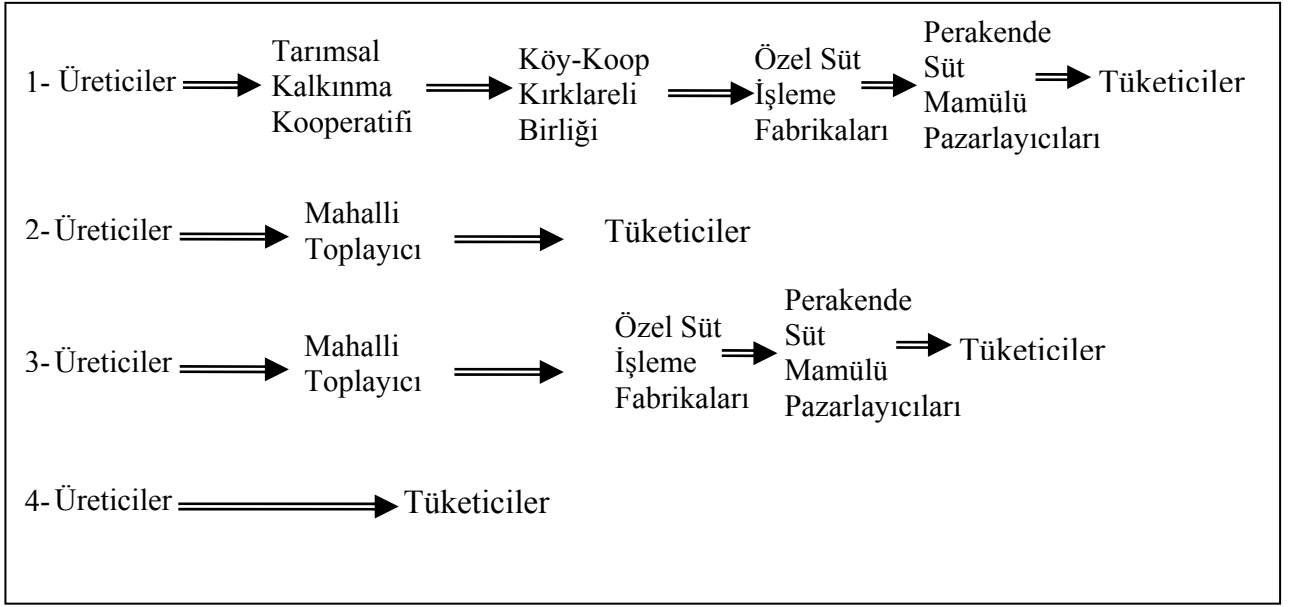 1- Üreticiler
Tarımsal
Kalkınma
Kooperatifi
Köy-Koop
Kırklareli
Birliği
Özel Süt
İşleme
Fabrikaları
Perakende
Süt
Mamülü
Pazarlayıcıları
Tüketiciler
2- Üreticiler
Mahalli
Toplayıcı
Tüketiciler
3- Üreticiler
Mahalli
Toplayıcı
Özel Süt
İşleme
Fabrikaları
Perakende
Süt
Mamülü
Pazarlayıcıları
Tüketiciler
4- Üreticiler
Tüketiciler